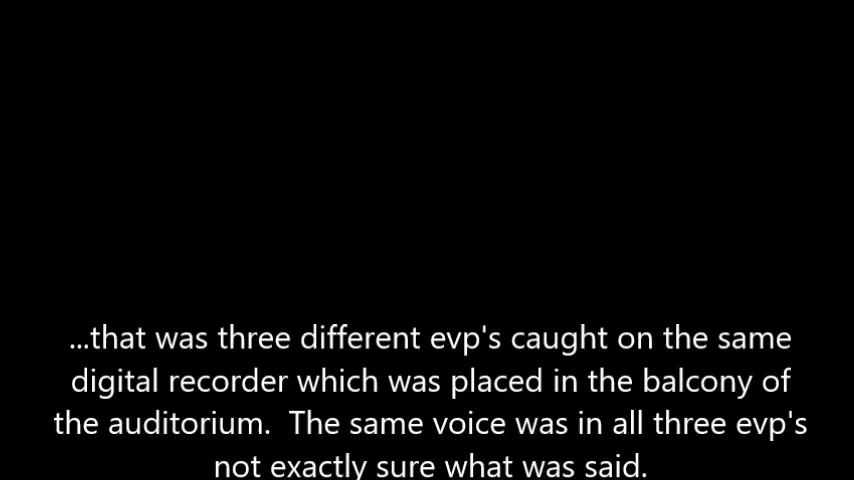 ...that was three different evp's caught on the same
digital recorder which was placed in the balcony of
the auditorium.  The same voice was in all three evp's
not exactly sure what was said.